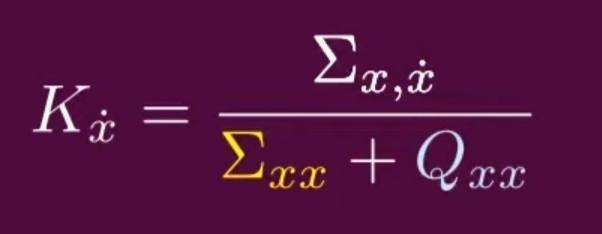 K_ẋ = Σ_{x,ẋ} / (Σ_{xx} + Q_{xx})